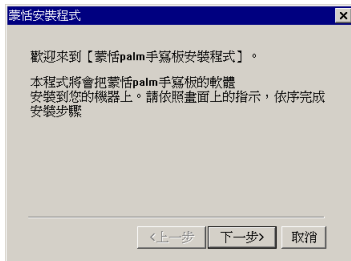 蒙恬安裝程式
歡迎來到【蒙恬palm手寫板安裝程式】。
本程式將會把蒙恬palm手寫板的軟體
安裝到您的機器上。請依照畫面上的指示，依序完成
安裝步驟
<上一步
下一步>
取消